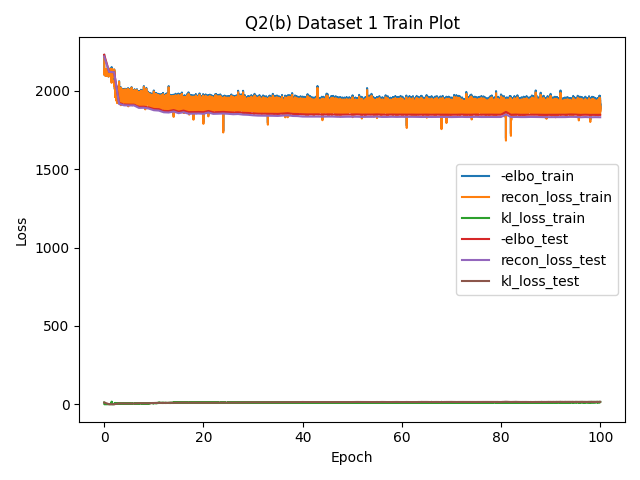 Q2(b) Dataset 1 Train Plot
Loss
2000
1500
1000
500
0
-elbo_train
recon_loss_train
kl_loss_train
-elbo_test
recon_loss_test
kl_loss_test
0 20 40 60 80 100
Epoch